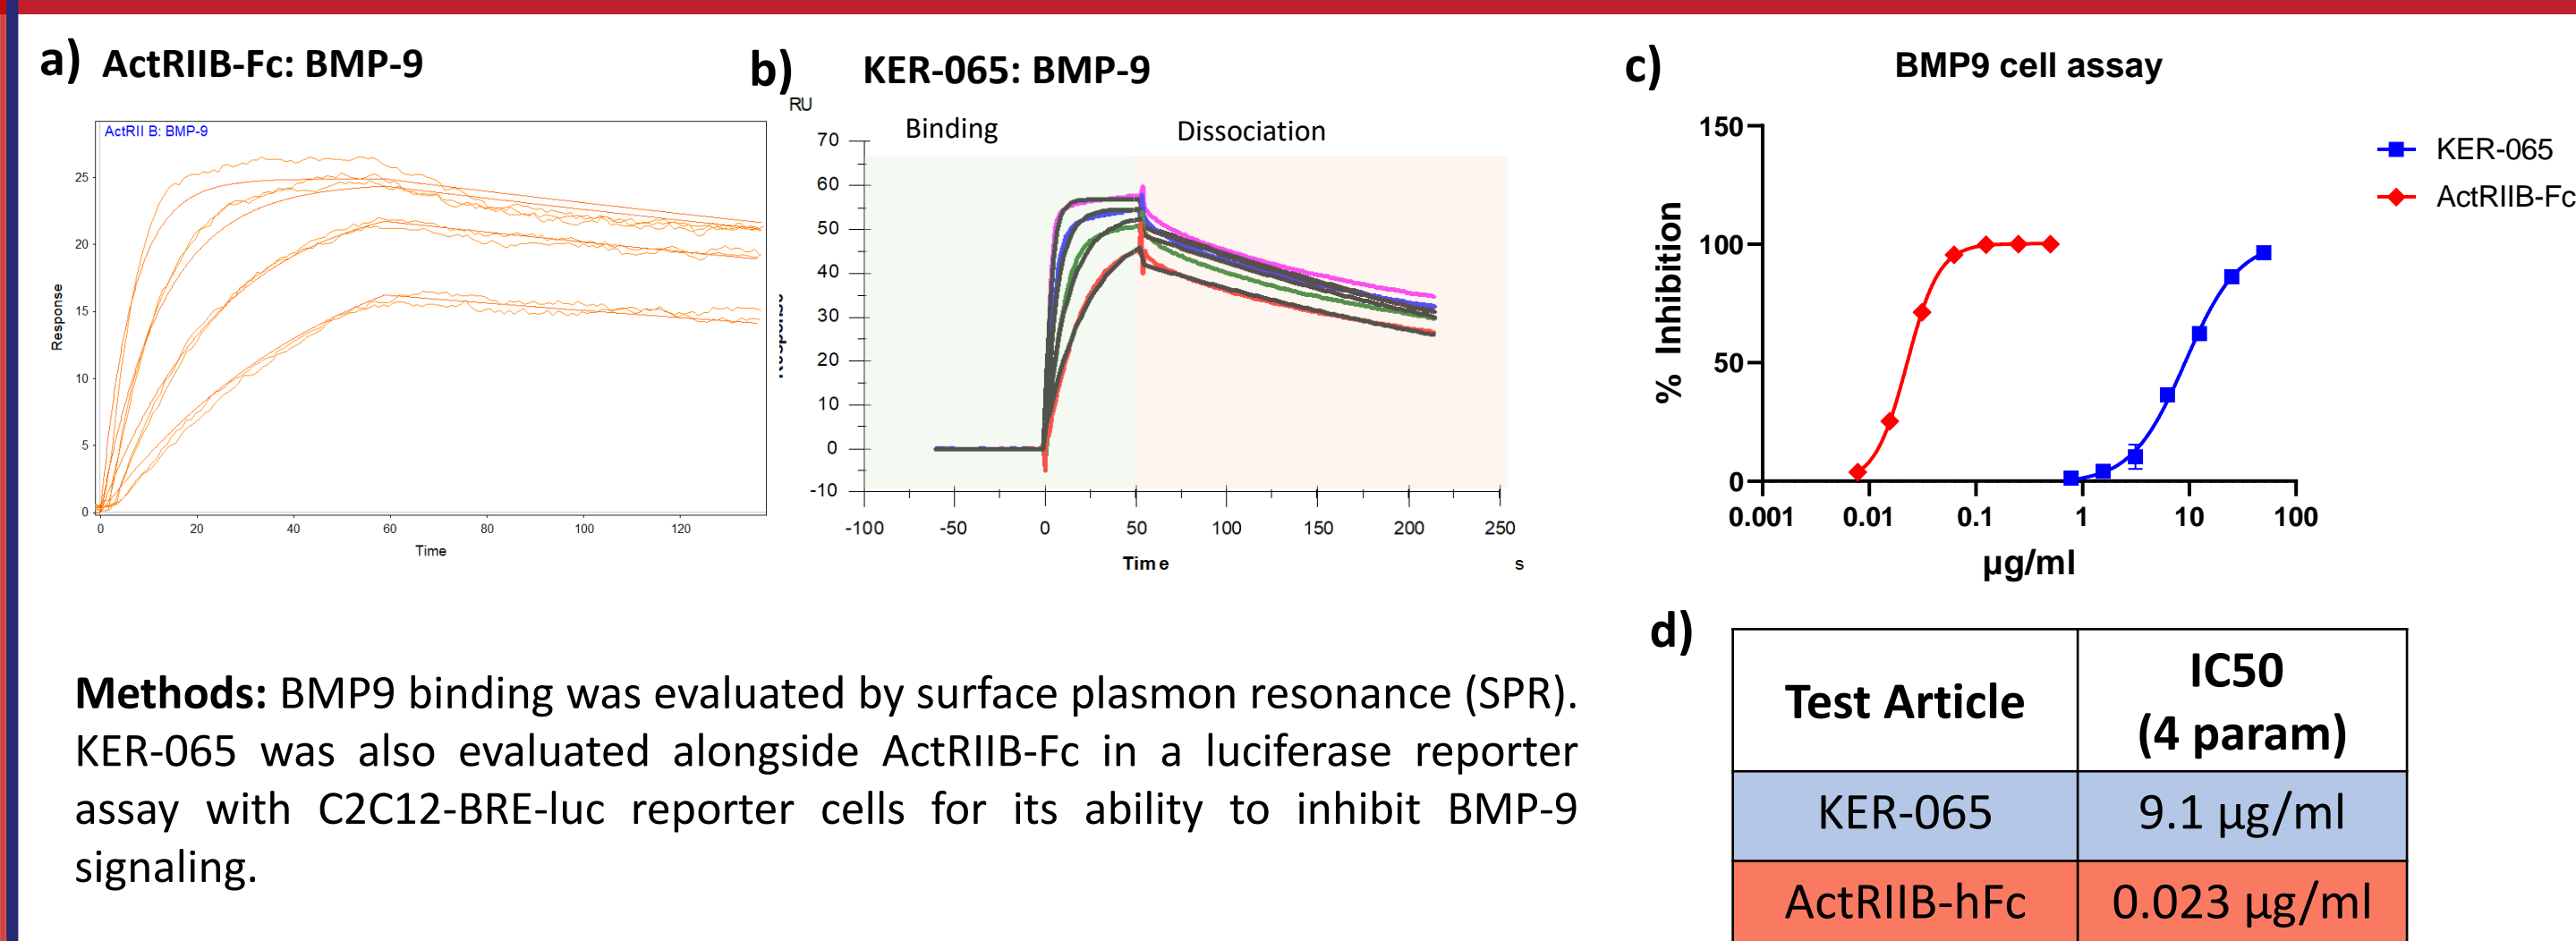 a) ActRIIB-Fc: BMP-9
ActRII B: BMP-9
25
20
15
10
5
0
Response
0 20 40 60 80 100 120
Time
b) KER-065: BMP-9
RU
Binding Dissociation
70
60
50
40
30
20
10
0
-10
Response
-100 -50 0 50 100 150 200 250
Time s
c) BMP9 cell assay
150
100
50
0
% Inhibition
0.001 0.01 0.1 1 10 100
µg/ml
KER-065
ActRIIB-Fc
Methods: BMP9 binding was evaluated by surface plasmon resonance (SPR).
KER-065 was also evaluated alongside ActRIIB-Fc in a luciferase reporter
assay with C2C12-BRE-luc reporter cells for its ability to inhibit BMP-9
signaling.
d)
Test Article IC50
(4 param)
KER-065 9.1 µg/ml
ActRIIB-hFc 0.023 µg/ml